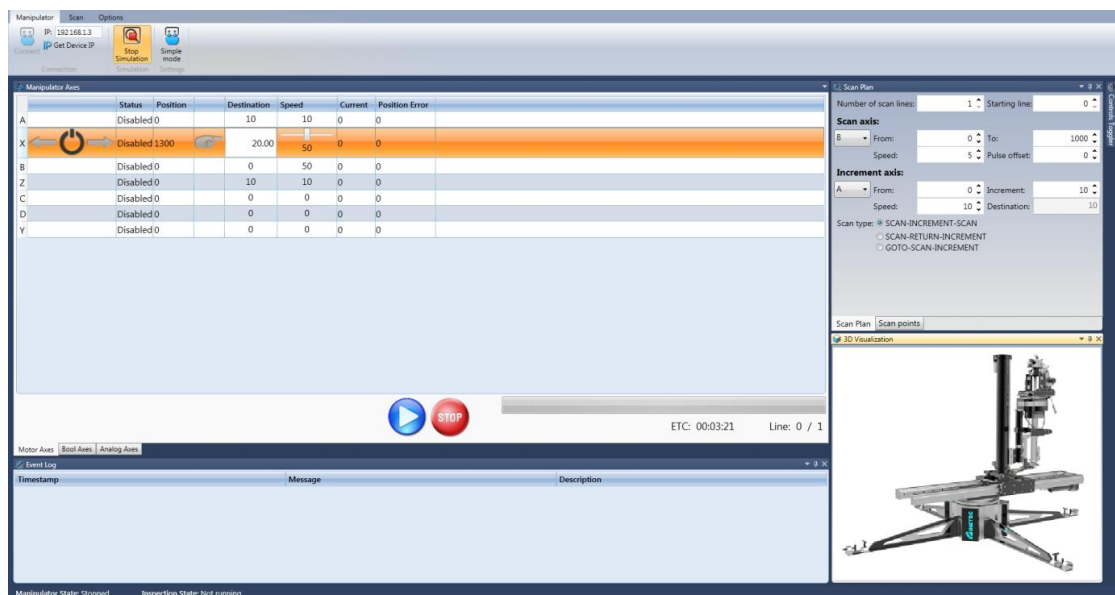 Manipulator Scan Options
IP: 192.168.1.3
IP Get Device IP
Connect
Stop Simulation
Simple mode
Connection Simulation Settings
Manipulator Axes
Status Position Destination Speed Current Position Error
A Disabled 0 10 10 0 0
X Disabled 1300 20.00 50 0 0
B Disabled 0 0 50 0 0
Z Disabled 0 10 10 0 0
C Disabled 0 0 0 0 0
D Disabled 0 0 0 0 0
Y Disabled 0 0 0 0 0
STOP
ETC: 00:03:21 Line: 0 / 1
Motor Axes Bool Axes Analog Axes
Event Log
Timestamp Message Description
Manipulator State: Stopped Inspection State: Not running
Scan Plan
Number of scan lines: 1 Starting line: 0
Scan axis:
B From: 0 To: 1000
Speed: 5 Pulse offset: 0
Increment axis:
A From: 0 Increment: 10
Speed: 10 Destination: 10
Scan type: SCAN-INCREMENT-SCAN
SCAN-RETURN-INCREMENT
GOTO-SCAN-INCREMENT
Scan Plan Scan points
3D Visualization
INETEC
Controls Toggler